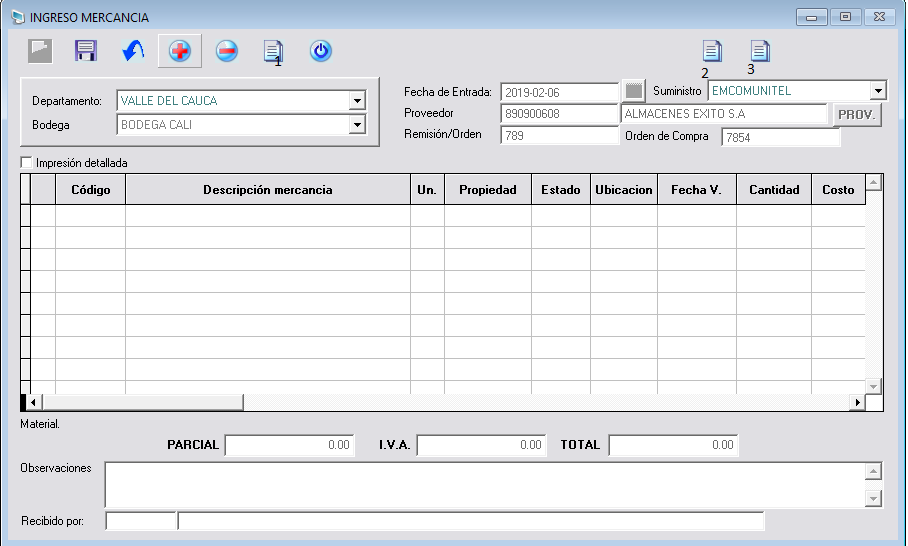 INGRESO MERCANCIA
1 2 3
Departamento: VALLE DEL CAUCA
Bodega BODEGA CALI
Fecha de Entrada: 2019-02-06 Suministro EMCOMUNITEL
Proveedor 890900608 ALMACENES EXITO S.A PROV.
Remisión/Orden 789 Orden de Compra 7854
Impresión detallada
Código Descripción mercancia Un. Propiedad Estado Ubicacion Fecha V. Cantidad Costo
Material.
PARCIAL 0.00 I.V.A. 0.00 TOTAL 0.00
Observaciones
Recibido por: